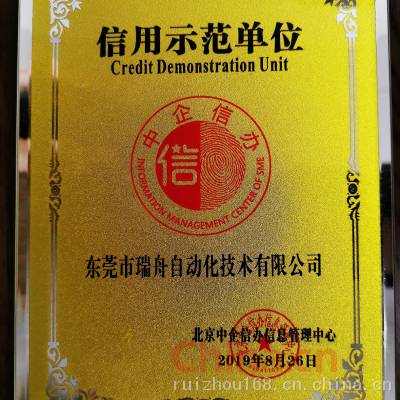 信用示范单位
Credit Demonstration Unit
中企信办
信
INFORMATION MANAGEMENT CENTER OF SME
东莞市瑞舟自动化技术有限公司
北京中企信办信息管理中心
2019年8月26日
ruizhou168.cn.china.cn